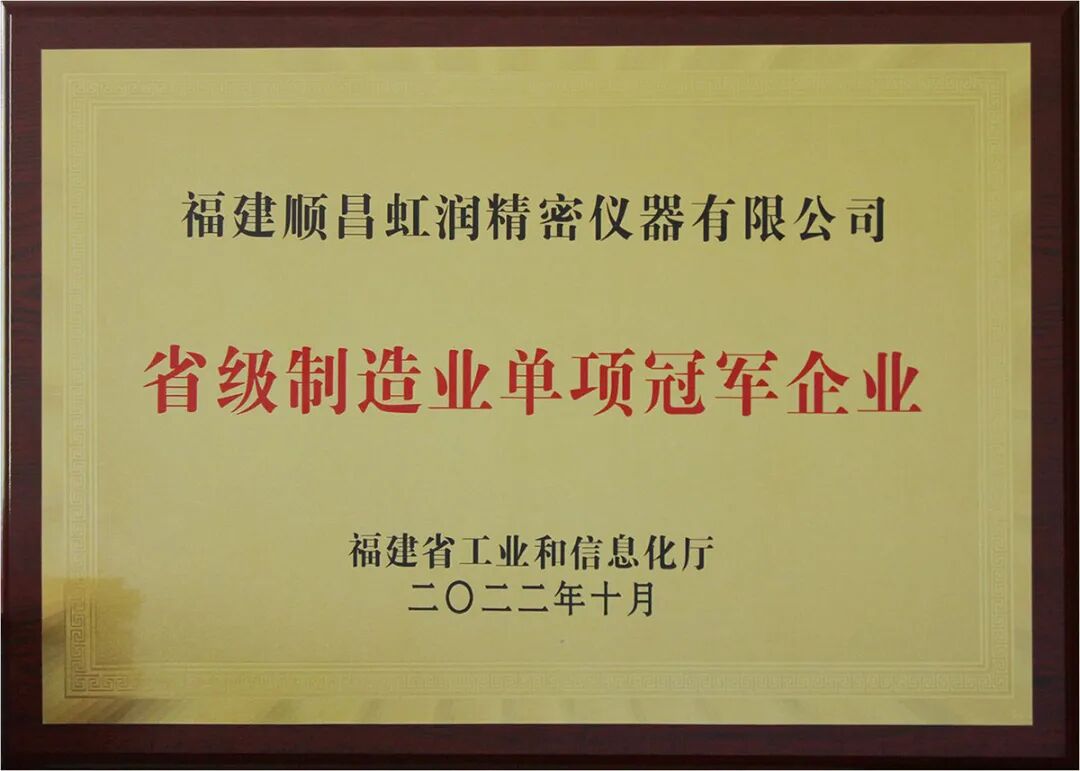 福建顺昌虹润精密仪器有限公司
省级制造业单项冠军企业
福建省工业和信息化厅
二〇二二年十月